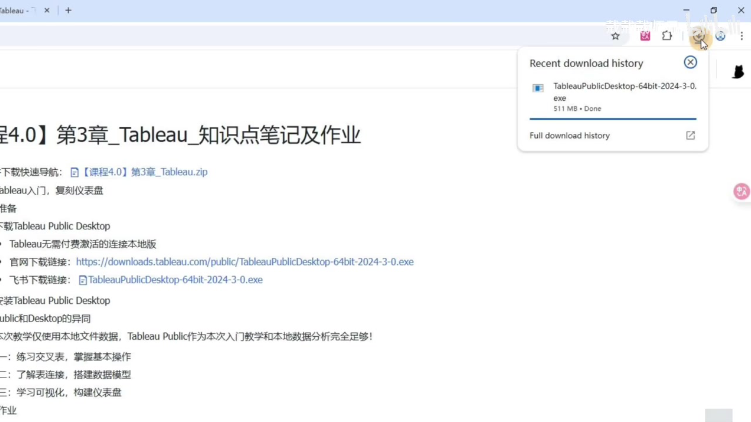 Tableau -
Recent download history
TableauPublicDesktop-64bit-2024-3-0.
exe
511 MB • Done
Full download history
程4.0】第3章_Tableau_知识点笔记及作业
下载快速导航： 【课程4.0】第3章_Tableau.zip
ableau入门，复刻仪表盘
准备
下载Tableau Public Desktop
Tableau无需付费激活的连接本地版
官网下载链接：https://downloads.tableau.com/public/TableauPublicDesktop-64bit-2024-3-0.exe
飞书下载链接： TableauPublicDesktop-64bit-2024-3-0.exe
安装Tableau Public Desktop
ublic和Desktop的异同
本次教学仅使用本地文件数据，Tableau Public作为本次入门教学和本地数据分析完全足够！
一：练习交叉表，掌握基本操作
二：了解表连接，搭建数据模型
三：学习可视化，构建仪表盘
作业